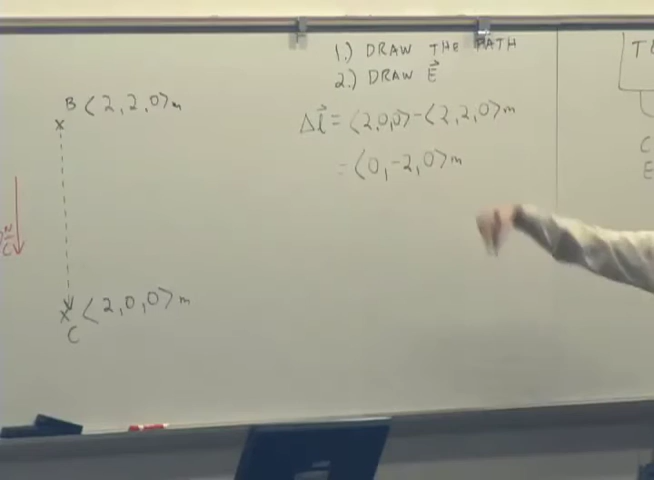 1.) DRAW THE PATH
2.) DRAW E⃗
B <2,2,0>m
Δl⃗ = <2,0,0> - <2,2,0>m
= <0,-2,0>m
N/C
<2,0,0>m
C
T
C
E